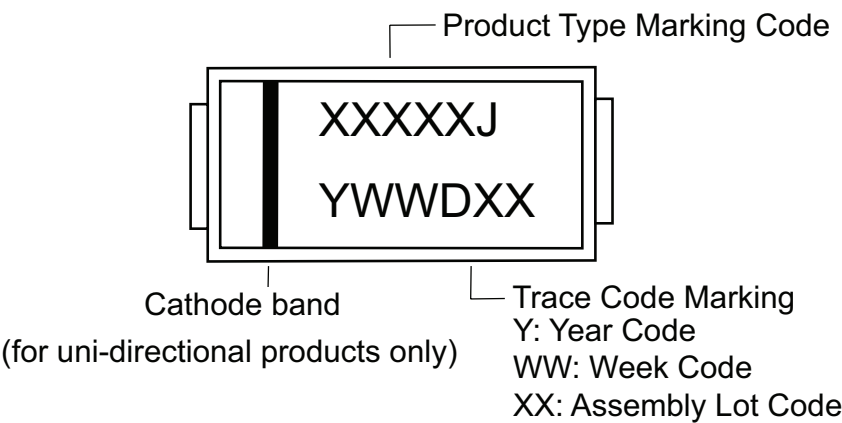 Product Type Marking Code
XXXXXJ
YWWDXX
Cathode band
(for uni-directional products only)
Trace Code Marking
Y: Year Code
WW: Week Code
XX: Assembly Lot Code